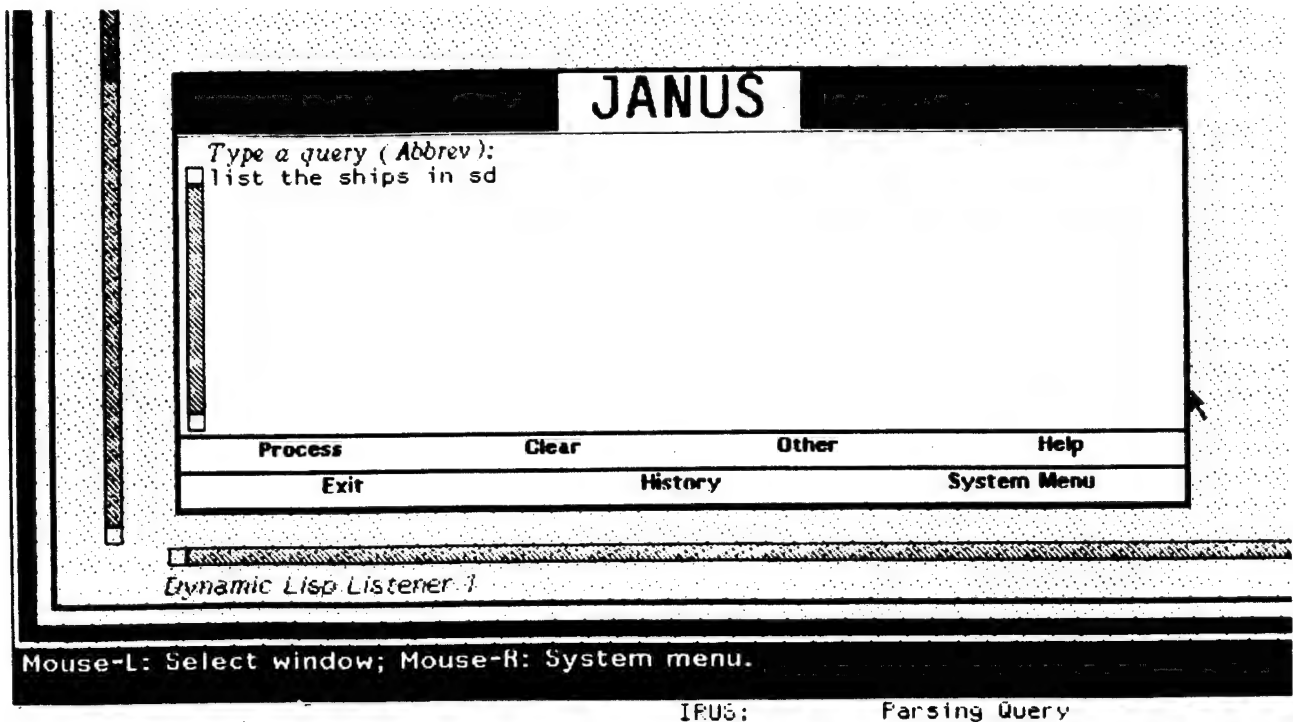 JANUS
Type a query (Abbrev):
list the ships in sd
Process Clear Other Help
Exit History System Menu
Dynamic Lisp Listener 1
Mouse-L: Select window; Mouse-R: System menu.
IRUS: Parsing Query